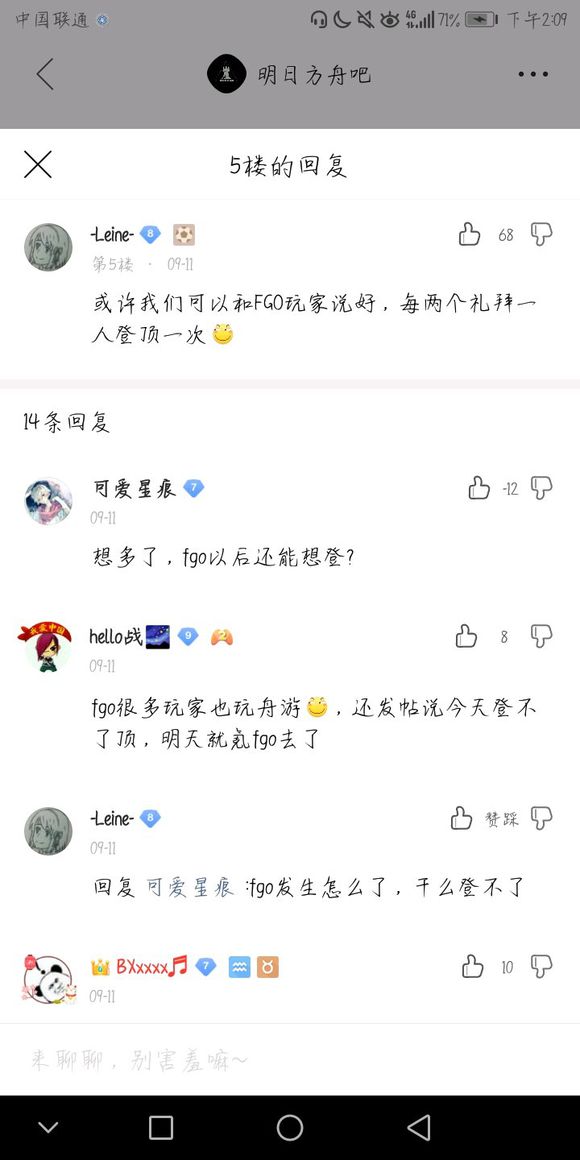 中国联通
4G
71%
下午2:09
明日方舟吧
5楼的回复
-Leine-
8
68
第5楼 · 09-11
或许我们可以和FGO玩家说好，每两个礼拜一
人登顶一次
14条回复
可爱星痕
7
-12
09-11
想多了，fgo以后还能想登？
我爱中国
hello战
9
2
8
09-11
fgo很多玩家也玩舟游，还发帖说今天登不
了顶，明天就氪fgo去了
-Leine-
8
赞踩
09-11
回复 可爱星痕 :fgo发生怎么了，干么登不了
BXxxxx
7
10
09-11
来聊聊，别害羞嘛~